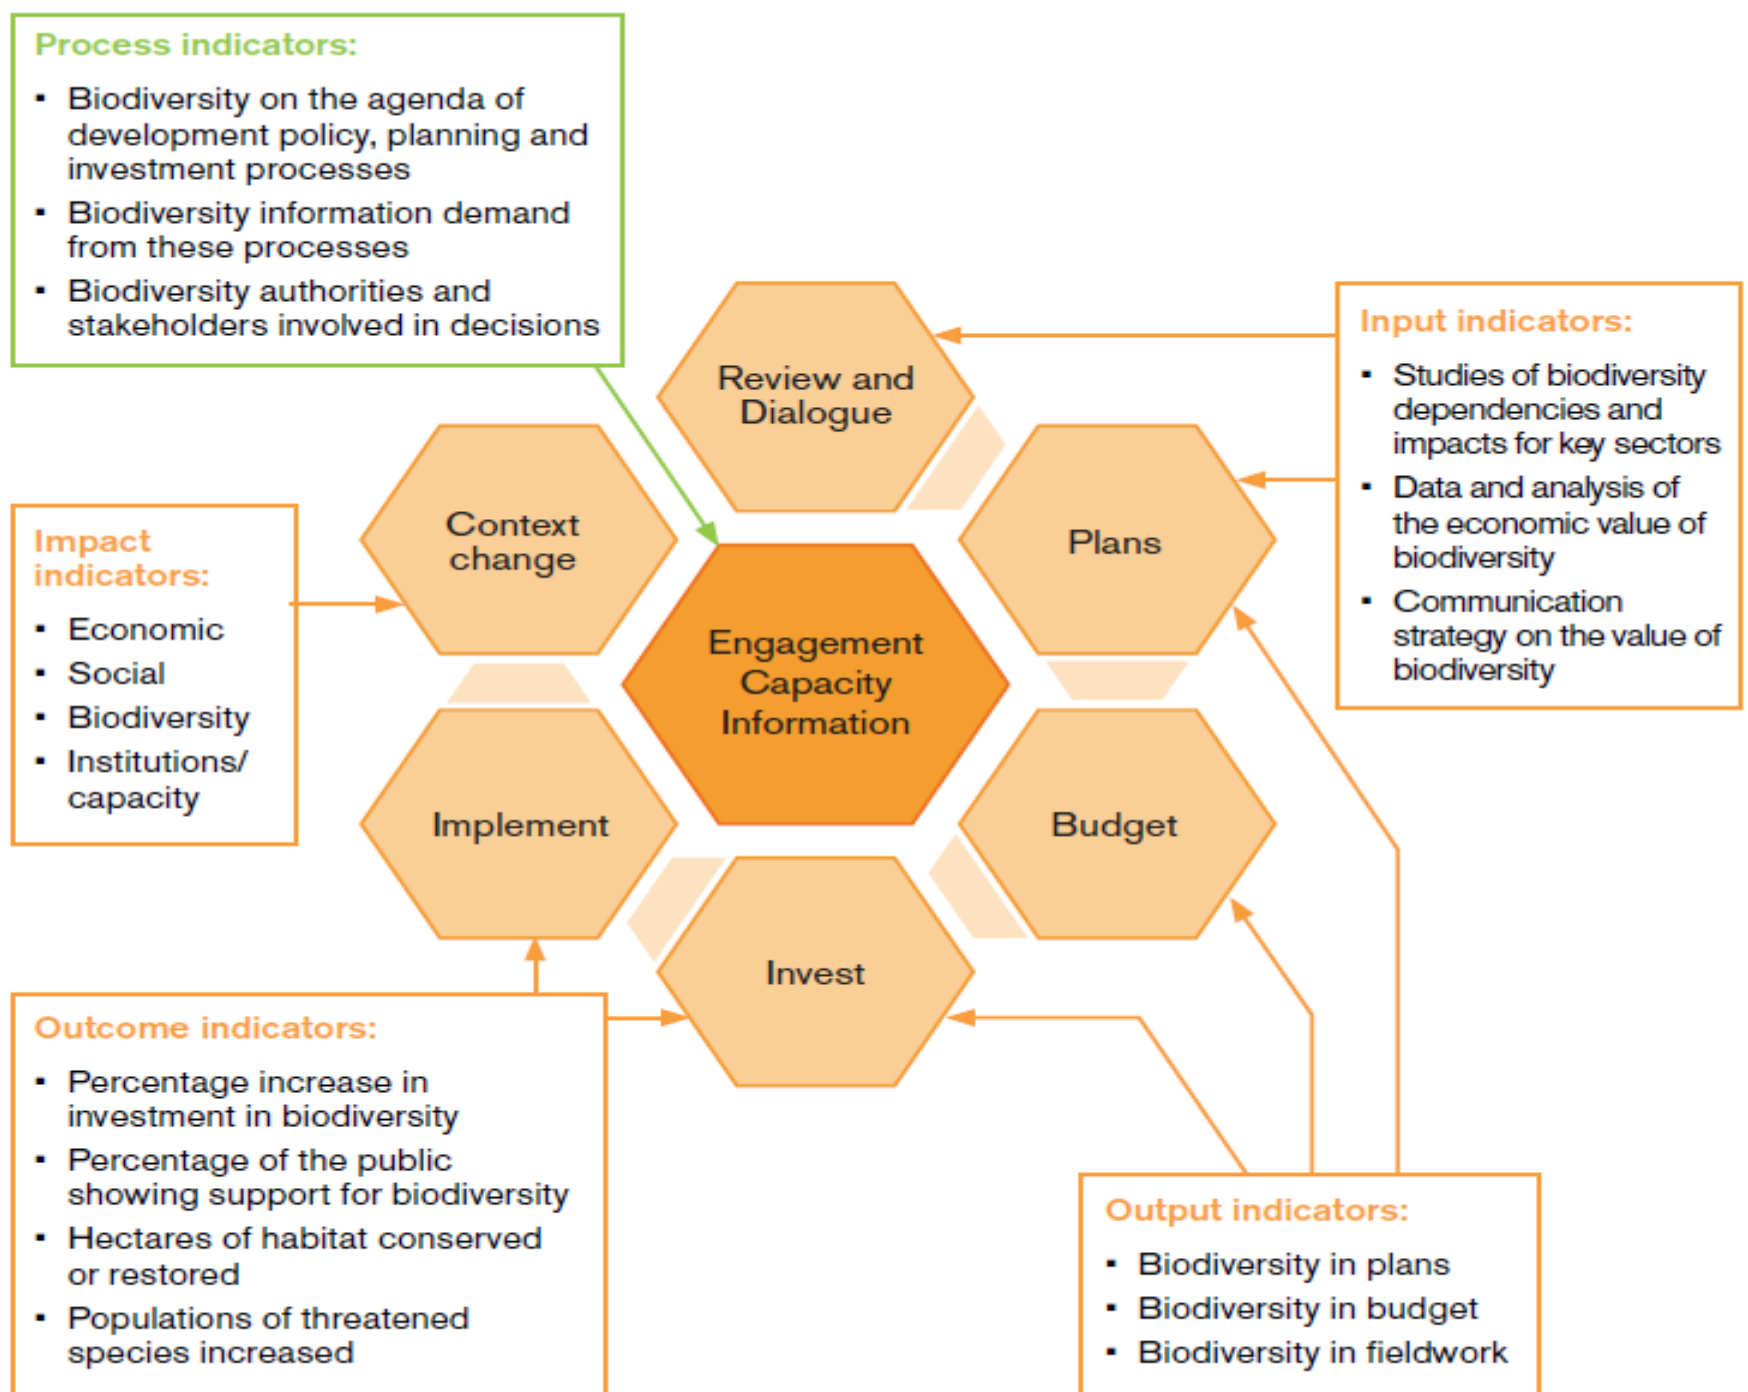 Process indicators:
▪ Biodiversity on the agenda of
development policy, planning and
investment processes
▪ Biodiversity information demand
from these processes
▪ Biodiversity authorities and
stakeholders involved in decisions
Review and
Dialogue
Input indicators:
▪ Studies of biodiversity
dependencies and
impacts for key sectors
▪ Data and analysis of
the economic value of
biodiversity
▪ Communication
strategy on the value of
biodiversity
Context
change
Plans
Impact
indicators:
▪ Economic
▪ Social
▪ Biodiversity
▪ Institutions/
capacity
Engagement
Capacity
Information
Implement
Budget
Invest
Outcome indicators:
▪ Percentage increase in
investment in biodiversity
▪ Percentage of the public
showing support for biodiversity
▪ Hectares of habitat conserved
or restored
▪ Populations of threatened
species increased
Output indicators:
▪ Biodiversity in plans
▪ Biodiversity in budget
▪ Biodiversity in fieldwork